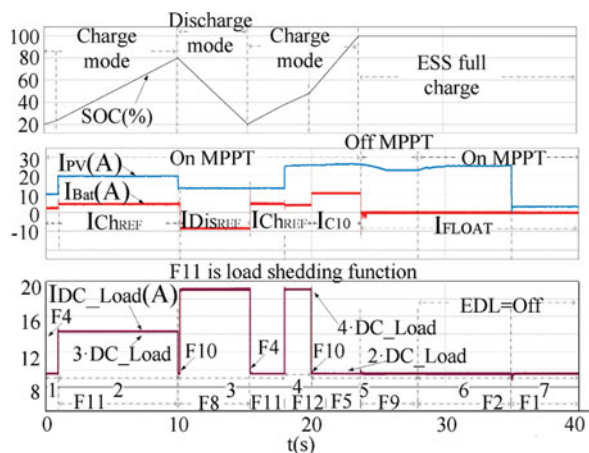 Discharge
mode
Charge
mode
Charge
mode
ESS full
charge
SOC(%)
100
80
60
40
20
Off MPPT
On MPPT
On MPPT
IPV(A)
IBat(A)
IChREF
IDisREF
IChREF
IC10
IFLOAT
30
20
10
0
-10
F11 is load shedding function
IDC_Load(A)
F4
3·DC_Load
F10
F4
F10
4·DC_Load
2·DC_Load
EDL=Off
20
16
12
8
1 2 3 4 5 6 7
F11 F8 F11 F12 F5 F9 F2 F1
0 10 20 30 40
t(s)